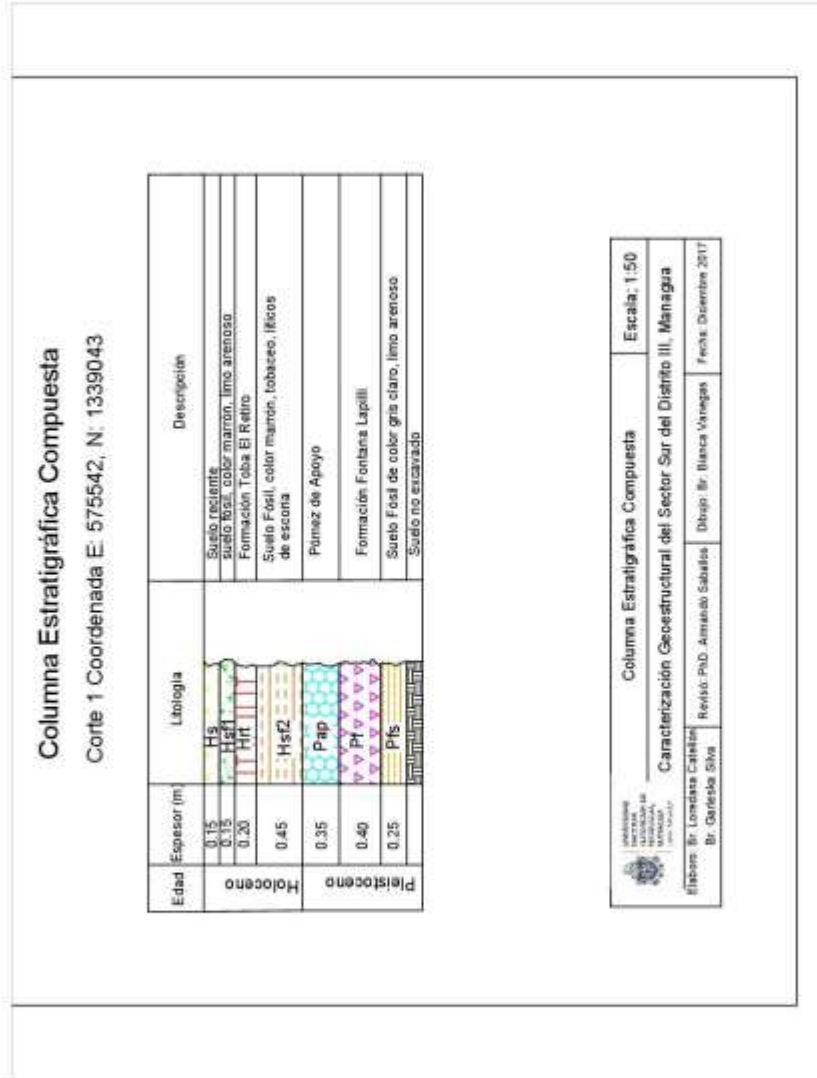 Columna Estratigráfica Compuesta
Corte 1 Coordenada E: 575542, N: 1339043
Edad Espesor (m) Litología Descripción
Holoceno
0.15 Hs Suelo reciente
0.15 Hsf1 suelo fósil, color marrón, limo arenoso
0.20 Hrt Formación Toba El Retiro
0.45 Hsf2 Suelo Fósil, color marrón, tobaceo, líticos
de escoria
Pleistoceno
0.35 Pap Pómez de Apoyo
0.40 Pf Formación Fontana Lapilli
0.25 Pfs Suelo Fósil de color gris claro, limo arenoso
Suelo no excavado
Columna Estratigráfica Compuesta Escala: 1:50
Caracterización Geoestructural del Sector Sur del Distrito III, Managua
Elaboro: Br. Loredana
Br. Silva
Revisó: PhD. Armando Saballos
Dibujo: Br. Bianca Vanegas
Fecha: Diciembre 2017